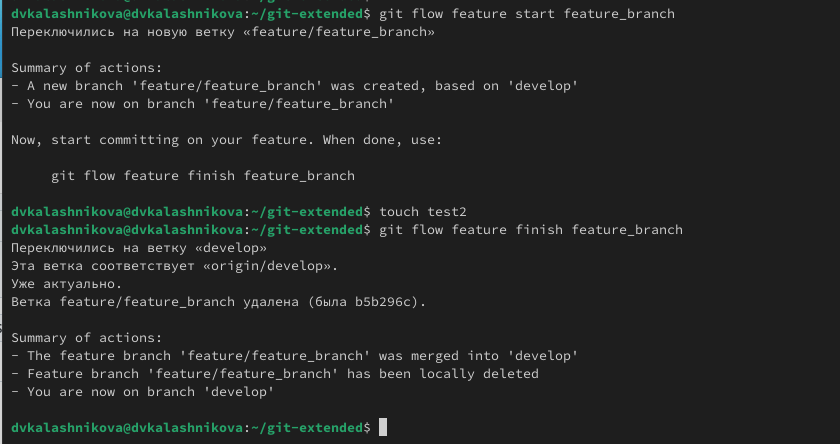 dvkalashnikova@dvkalashnikova:~/git-extended$ git flow feature start feature_branch
Переключились на новую ветку «feature/feature_branch»
Summary of actions:
- A new branch 'feature/feature_branch' was created, based on 'develop'
- You are now on branch 'feature/feature_branch'
Now, start committing on your feature. When done, use:
git flow feature finish feature_branch
dvkalashnikova@dvkalashnikova:~/git-extended$ touch test2
dvkalashnikova@dvkalashnikova:~/git-extended$ git flow feature finish feature_branch
Переключились на ветку «develop»
Эта ветка соответствует «origin/develop».
Уже актуально.
Ветка feature/feature_branch удалена (была b5b296c).
Summary of actions:
- The feature branch 'feature/feature_branch' was merged into 'develop'
- Feature branch 'feature/feature_branch' has been locally deleted
- You are now on branch 'develop'
dvkalashnikova@dvkalashnikova:~/git-extended$